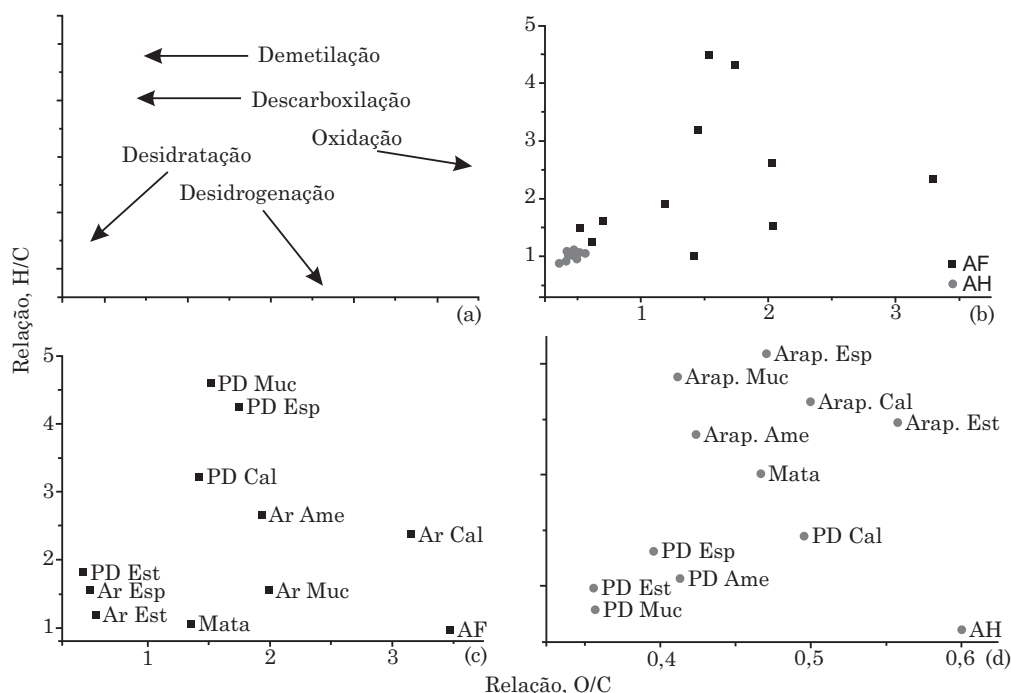 Relação, H/C
Demetilação
Descarboxilação
Oxidação
Desidratação
Desidrogenação
(a)
5
4
3
2
1
1
2
3
AF
AH
(b)
5
4
3
2
1
PD Muc
PD Esp
PD Cal
Ar Ame
Ar Cal
PD Est
Ar Esp
Ar Muc
Ar Est
Mata
AF
1
2
3
(c)
Arap. Esp
Arap. Muc
Arap. Cal
Arap. Est
Arap. Ame
Mata
PD Cal
PD Esp
PD Ame
PD Est
PD Muc
AH
0,4
0,5
0,6
(d)
Relação, O/C